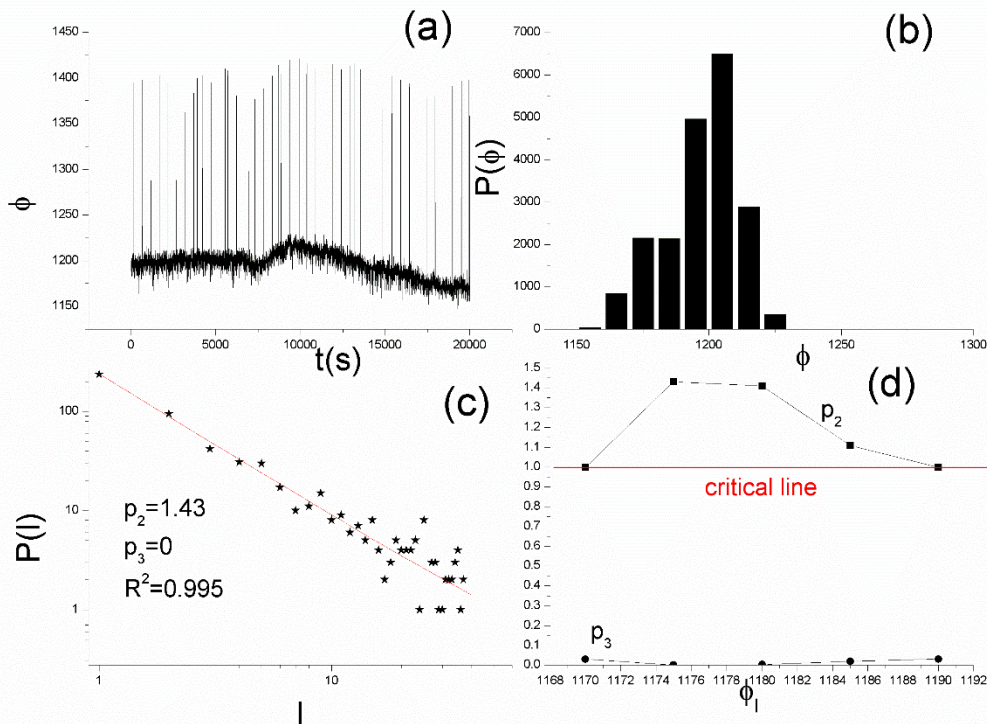 (a)
1450
1400
1350
1300
1250
1200
1150
ϕ
0 5000 10000 15000 20000
t(s)
(b)
7000
6000
5000
4000
3000
2000
1000
0
P(ϕ)
1150 1200 1250 1300
ϕ
(c)
100
10
1
P(l)
p₂=1.43
p₃=0
R²=0.995
1 10
l
(d)
1.5
1.4
1.3
1.2
1.1
1.0
0.9
0.8
0.7
0.6
0.5
0.4
0.3
0.2
0.1
0.0
p₂
critical line
p₃
1168 1170 1172 1174 1176 1178 1180 1182 1184 1186 1188 1190 1192
ϕₗ